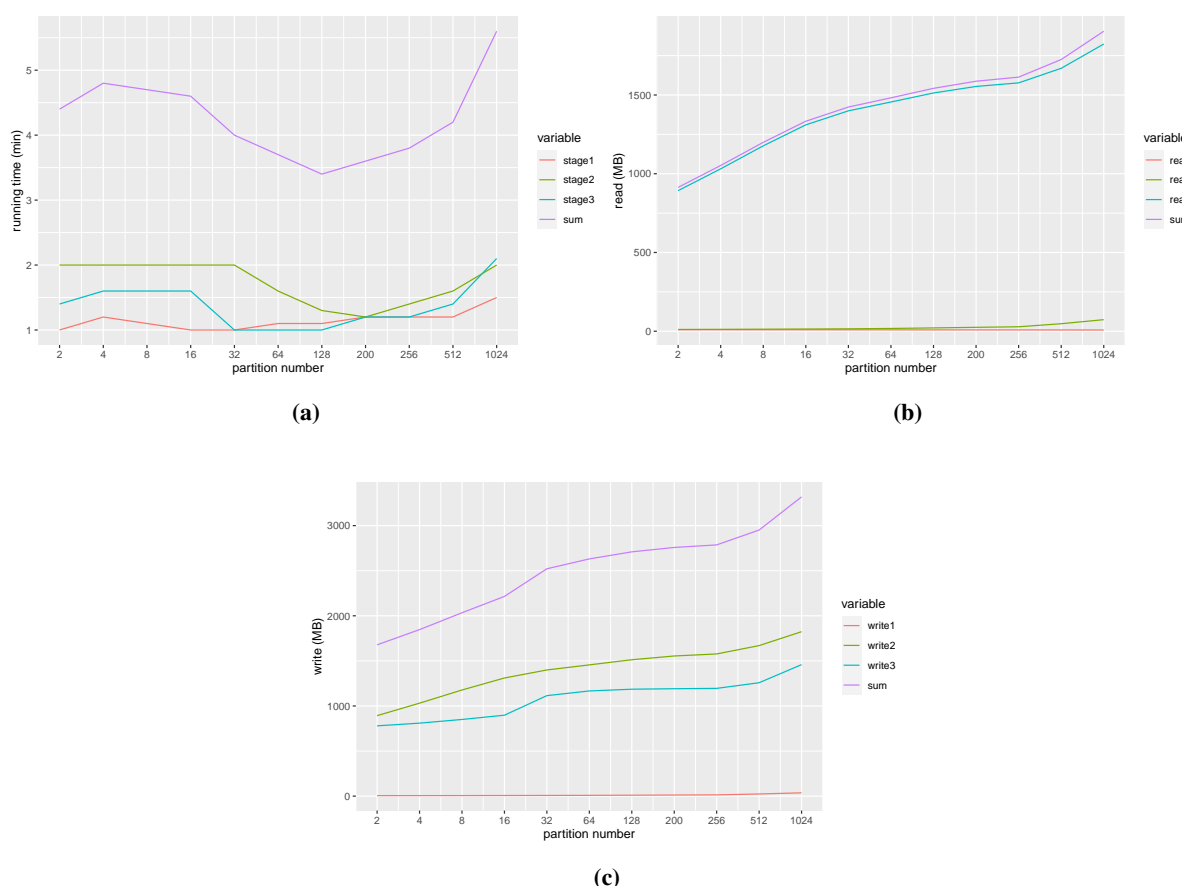 5
4
3
2
1
running time (min)
2 4 8 16 32 64 128 200 256 512 1024
partition number
variable
stage1
stage2
stage3
sum
(a)
1500
1000
500
0
read (MB)
2 4 8 16 32 64 128 200 256 512 1024
partition number
(b)
3000
2000
1000
0
write (MB)
2 4 8 16 32 64 128 200 256 512 1024
partition number
variable
write1
write2
write3
sum
(c)